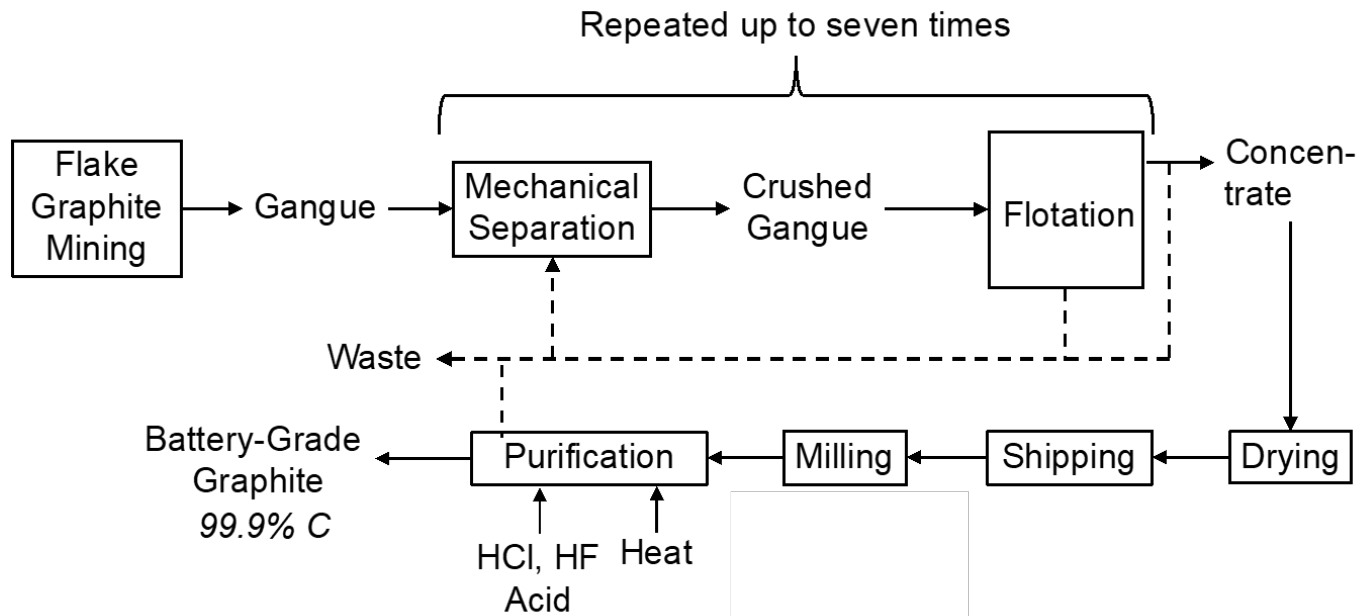 Repeated up to seven times
Flake
Graphite
Mining
Gangue
Mechanical
Separation
Crushed
Gangue
Flotation
Concen-
trate
Waste
Battery-Grade
Graphite
99.9% C
Purification
Milling
Shipping
Drying
HCl, HF
Acid
Heat